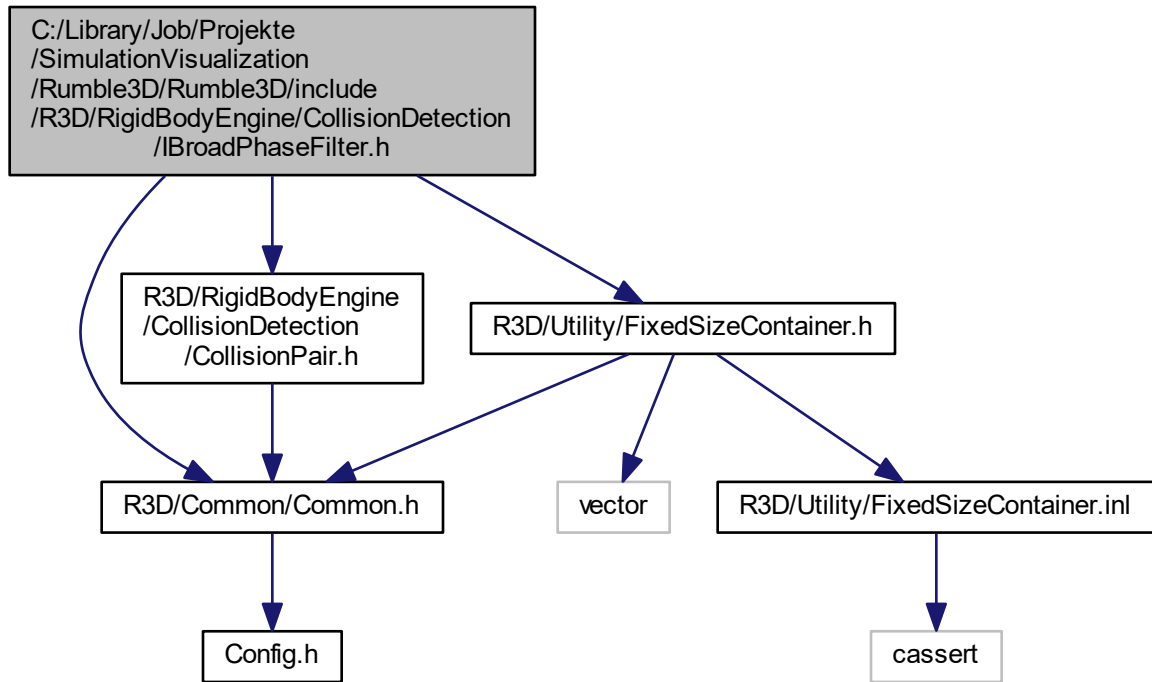 C:/Library/Job/Projekte
/SimulationVisualization
/Rumble3D/Rumble3D/include
/R3D/RigidBodyEngine/CollisionDetection
/IBroadPhaseFilter.h
R3D/RigidBodyEngine
/CollisionDetection
/CollisionPair.h
R3D/Utility/FixedSizeContainer.h
R3D/Common/Common.h
vector
R3D/Utility/FixedSizeContainer.inl
Config.h
cassert